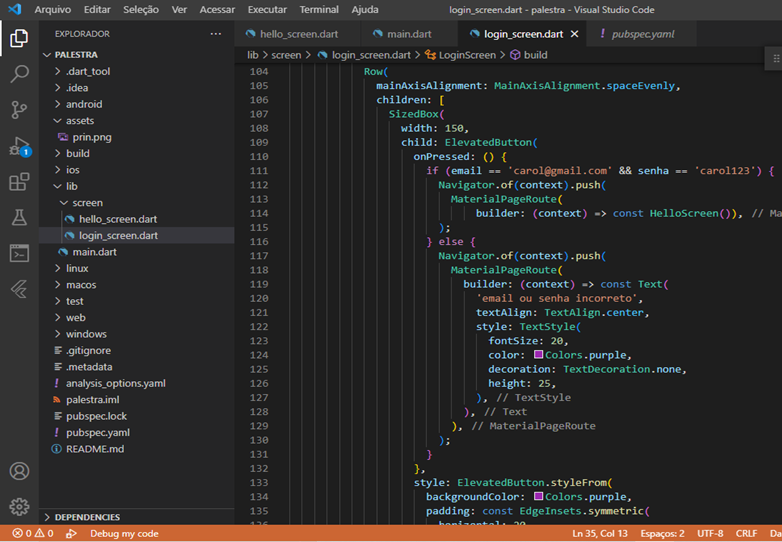 Arquivo Editar Seleção Ver Acessar Executar Terminal Ajuda login_screen.dart - palestra - Visual Studio Code
EXPLORADOR ...
PALESTRA
.dart_tool
.idea
android
assets
prin.png
build
ios
lib
screen
hello_screen.dart
login_screen.dart
main.dart
linux
macos
test
web
windows
.gitignore
.metadata
! analysis_options.yaml
palestra.iml
pubspec.lock
! pubspec.yaml
README.md
DEPENDENCIES
1
hello_screen.dart main.dart login_screen.dart ! pubspec.yaml
lib > screen > login_screen.dart > LoginScreen > build
104 Row(
105 mainAxisAlignment: MainAxisAlignment.spaceEvenly,
106 children: [
107 SizedBox(
108 width: 150,
109 child: ElevatedButton(
110 onPressed: () {
111 if (email == 'carol@gmail.com' && senha == 'carol123') {
112 Navigator.of(context).push(
113 MaterialPageRoute(
114 builder: (context) => const HelloScreen()), // Ma
115 );
116 } else {
117 Navigator.of(context).push(
118 MaterialPageRoute(
119 builder: (context) => const Text(
120 'email ou senha incorreto',
121 textAlign: TextAlign.center,
122 style: TextStyle(
123 fontSize: 20,
124 color: Colors.purple,
125 decoration: TextDecoration.none,
126 height: 25,
127 ), // TextStyle
128 ), // Text
129 ), // MaterialPageRoute
130 );
131 }
132 },
133 style: ElevatedButton.styleFrom(
134 backgroundColor: Colors.purple,
135 padding: const EdgeInsets.symmetric(
136 horizontal: 20
0 0 Debug my code Ln 35, Col 13 Espaços: 2 UTF-8 CRLF Da